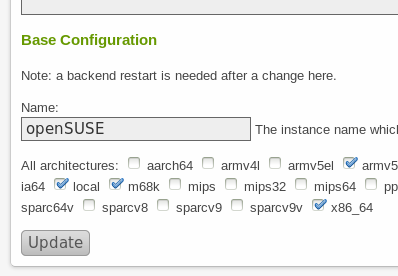 Base Configuration
Note: a backend restart is needed after a change here.
Name:
openSUSE The instance name whic
All architectures: aarch64 armv4l armv5el armv5
ia64 local m68k mips mips32 mips64 pp
sparc64v sparcv8 sparcv9 sparcv9v x86_64
Update